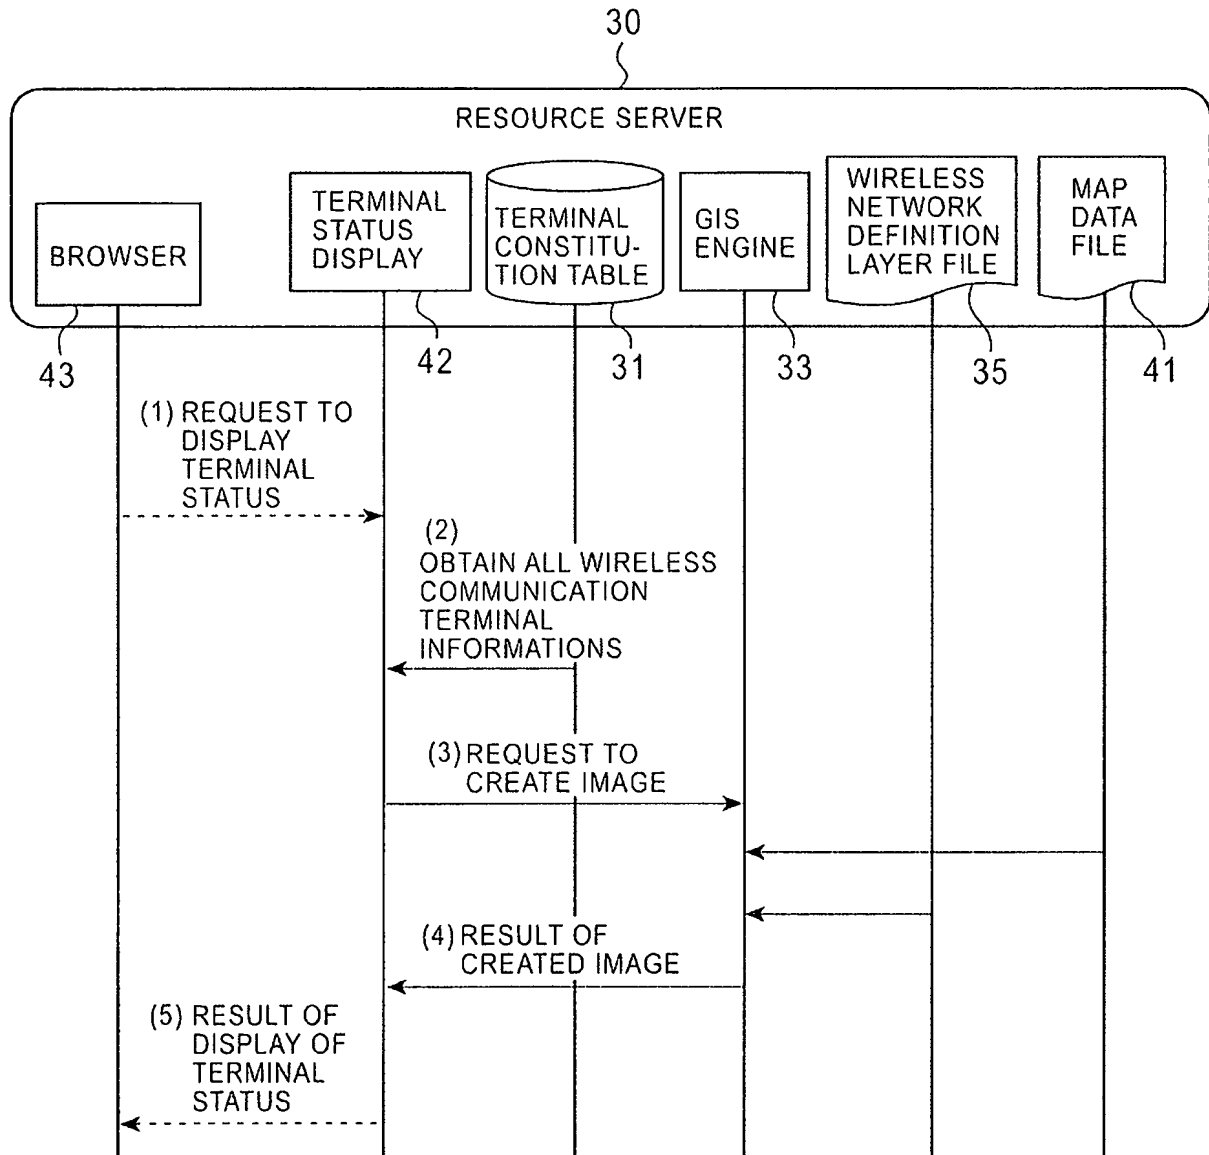 30
RESOURCE SERVER
BROWSER
TERMINAL
STATUS
DISPLAY
TERMINAL
CONSTITU-
TION TABLE
GIS
ENGINE
WIRELESS
NETWORK
DEFINITION
LAYER FILE
MAP
DATA
FILE
43
42
31
33
35
41
(1) REQUEST TO
DISPLAY
TERMINAL
STATUS
(2)
OBTAIN ALL WIRELESS
COMMUNICATION
TERMINAL
INFORMATIONS
(3) REQUEST TO
CREATE IMAGE
(4) RESULT OF
CREATED IMAGE
(5) RESULT OF
DISPLAY OF
TERMINAL
STATUS